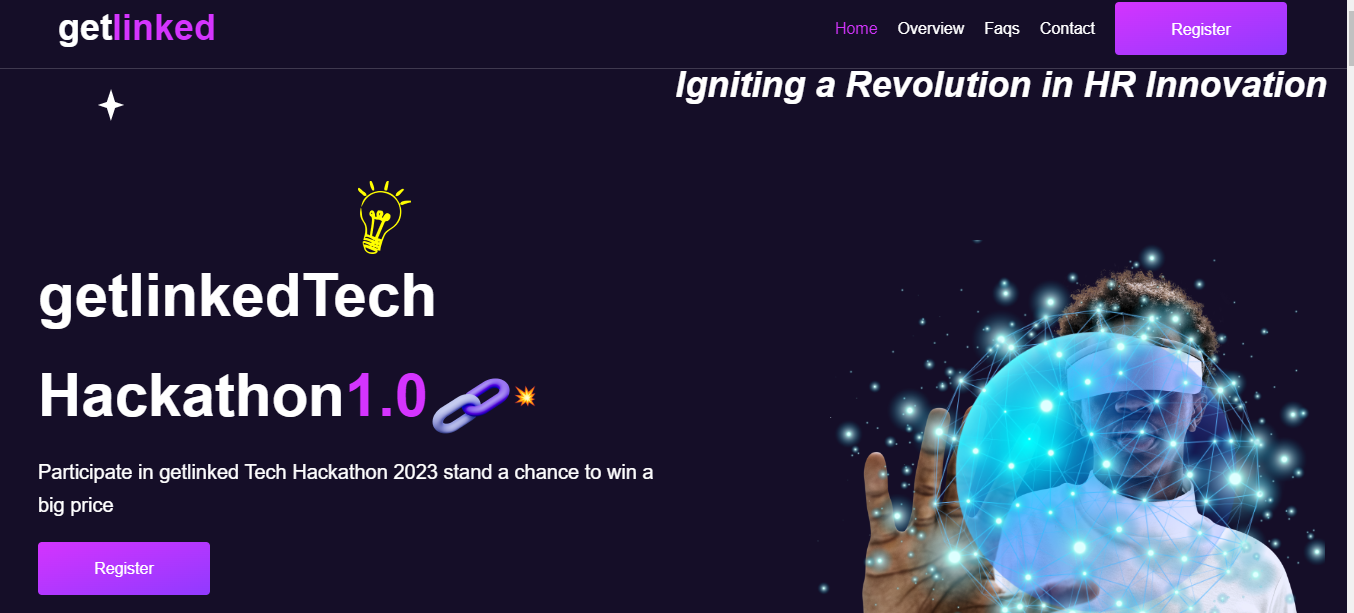 getlinked
Home Overview Faqs Contact Register
Igniting a Revolution in HR Innovation
getlinkedTech
Hackathon1.0
Participate in getlinked Tech Hackathon 2023 stand a chance to win a
big price
Register